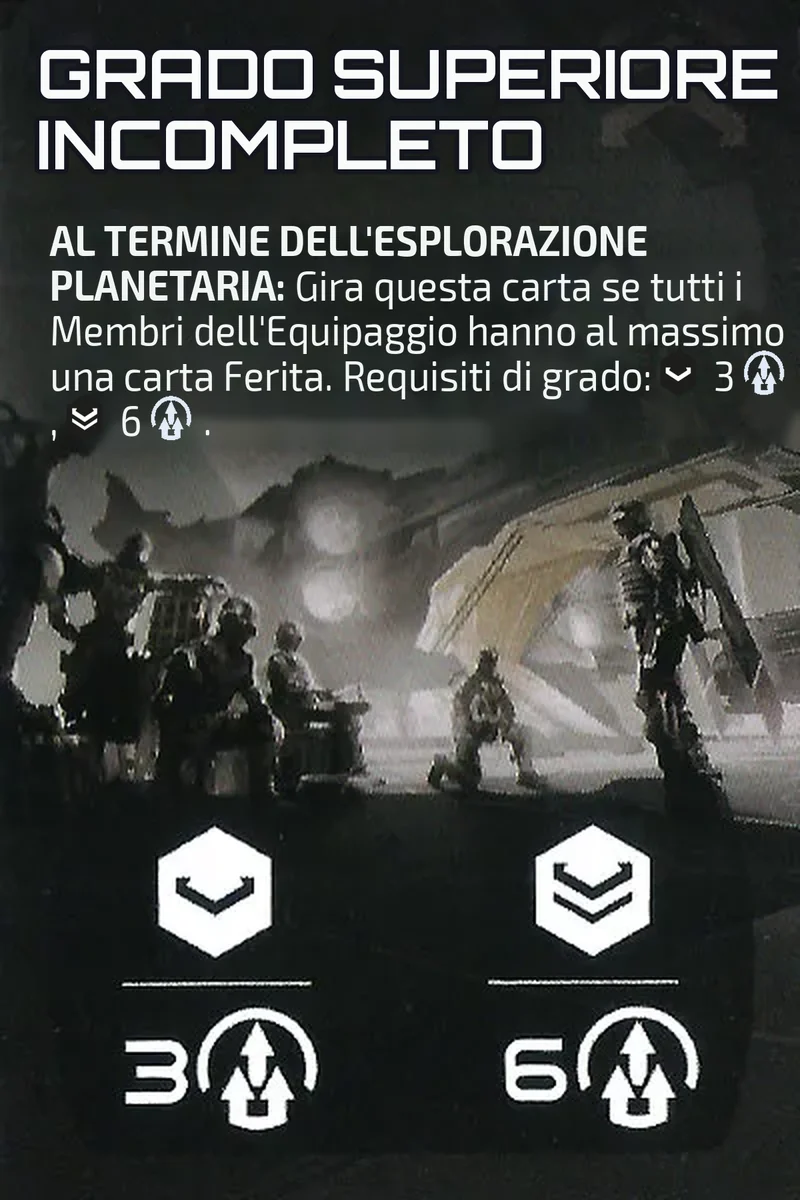 GRADO SUPERIORE
INCOMPLETO
AL TERMINE DELL'ESPLORAZIONE
PLANETARIA: Gira questa carta se tutti i
Membri dell'Equipaggio hanno al massimo
una carta Ferita. Requisiti di grado: 3
, 6 .
3 6